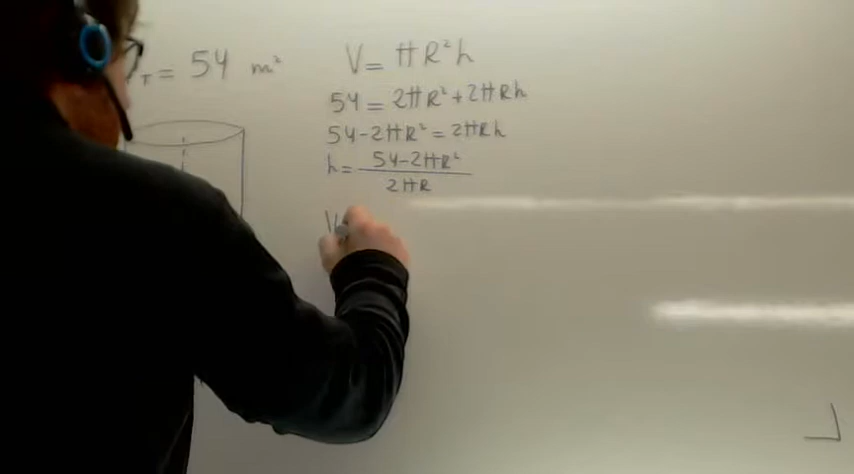 T = 54 m²
V = πR²h
54 = 2πR² + 2πRh
54 - 2πR² = 2πRh
h = 54 - 2πR² / 2πR
V